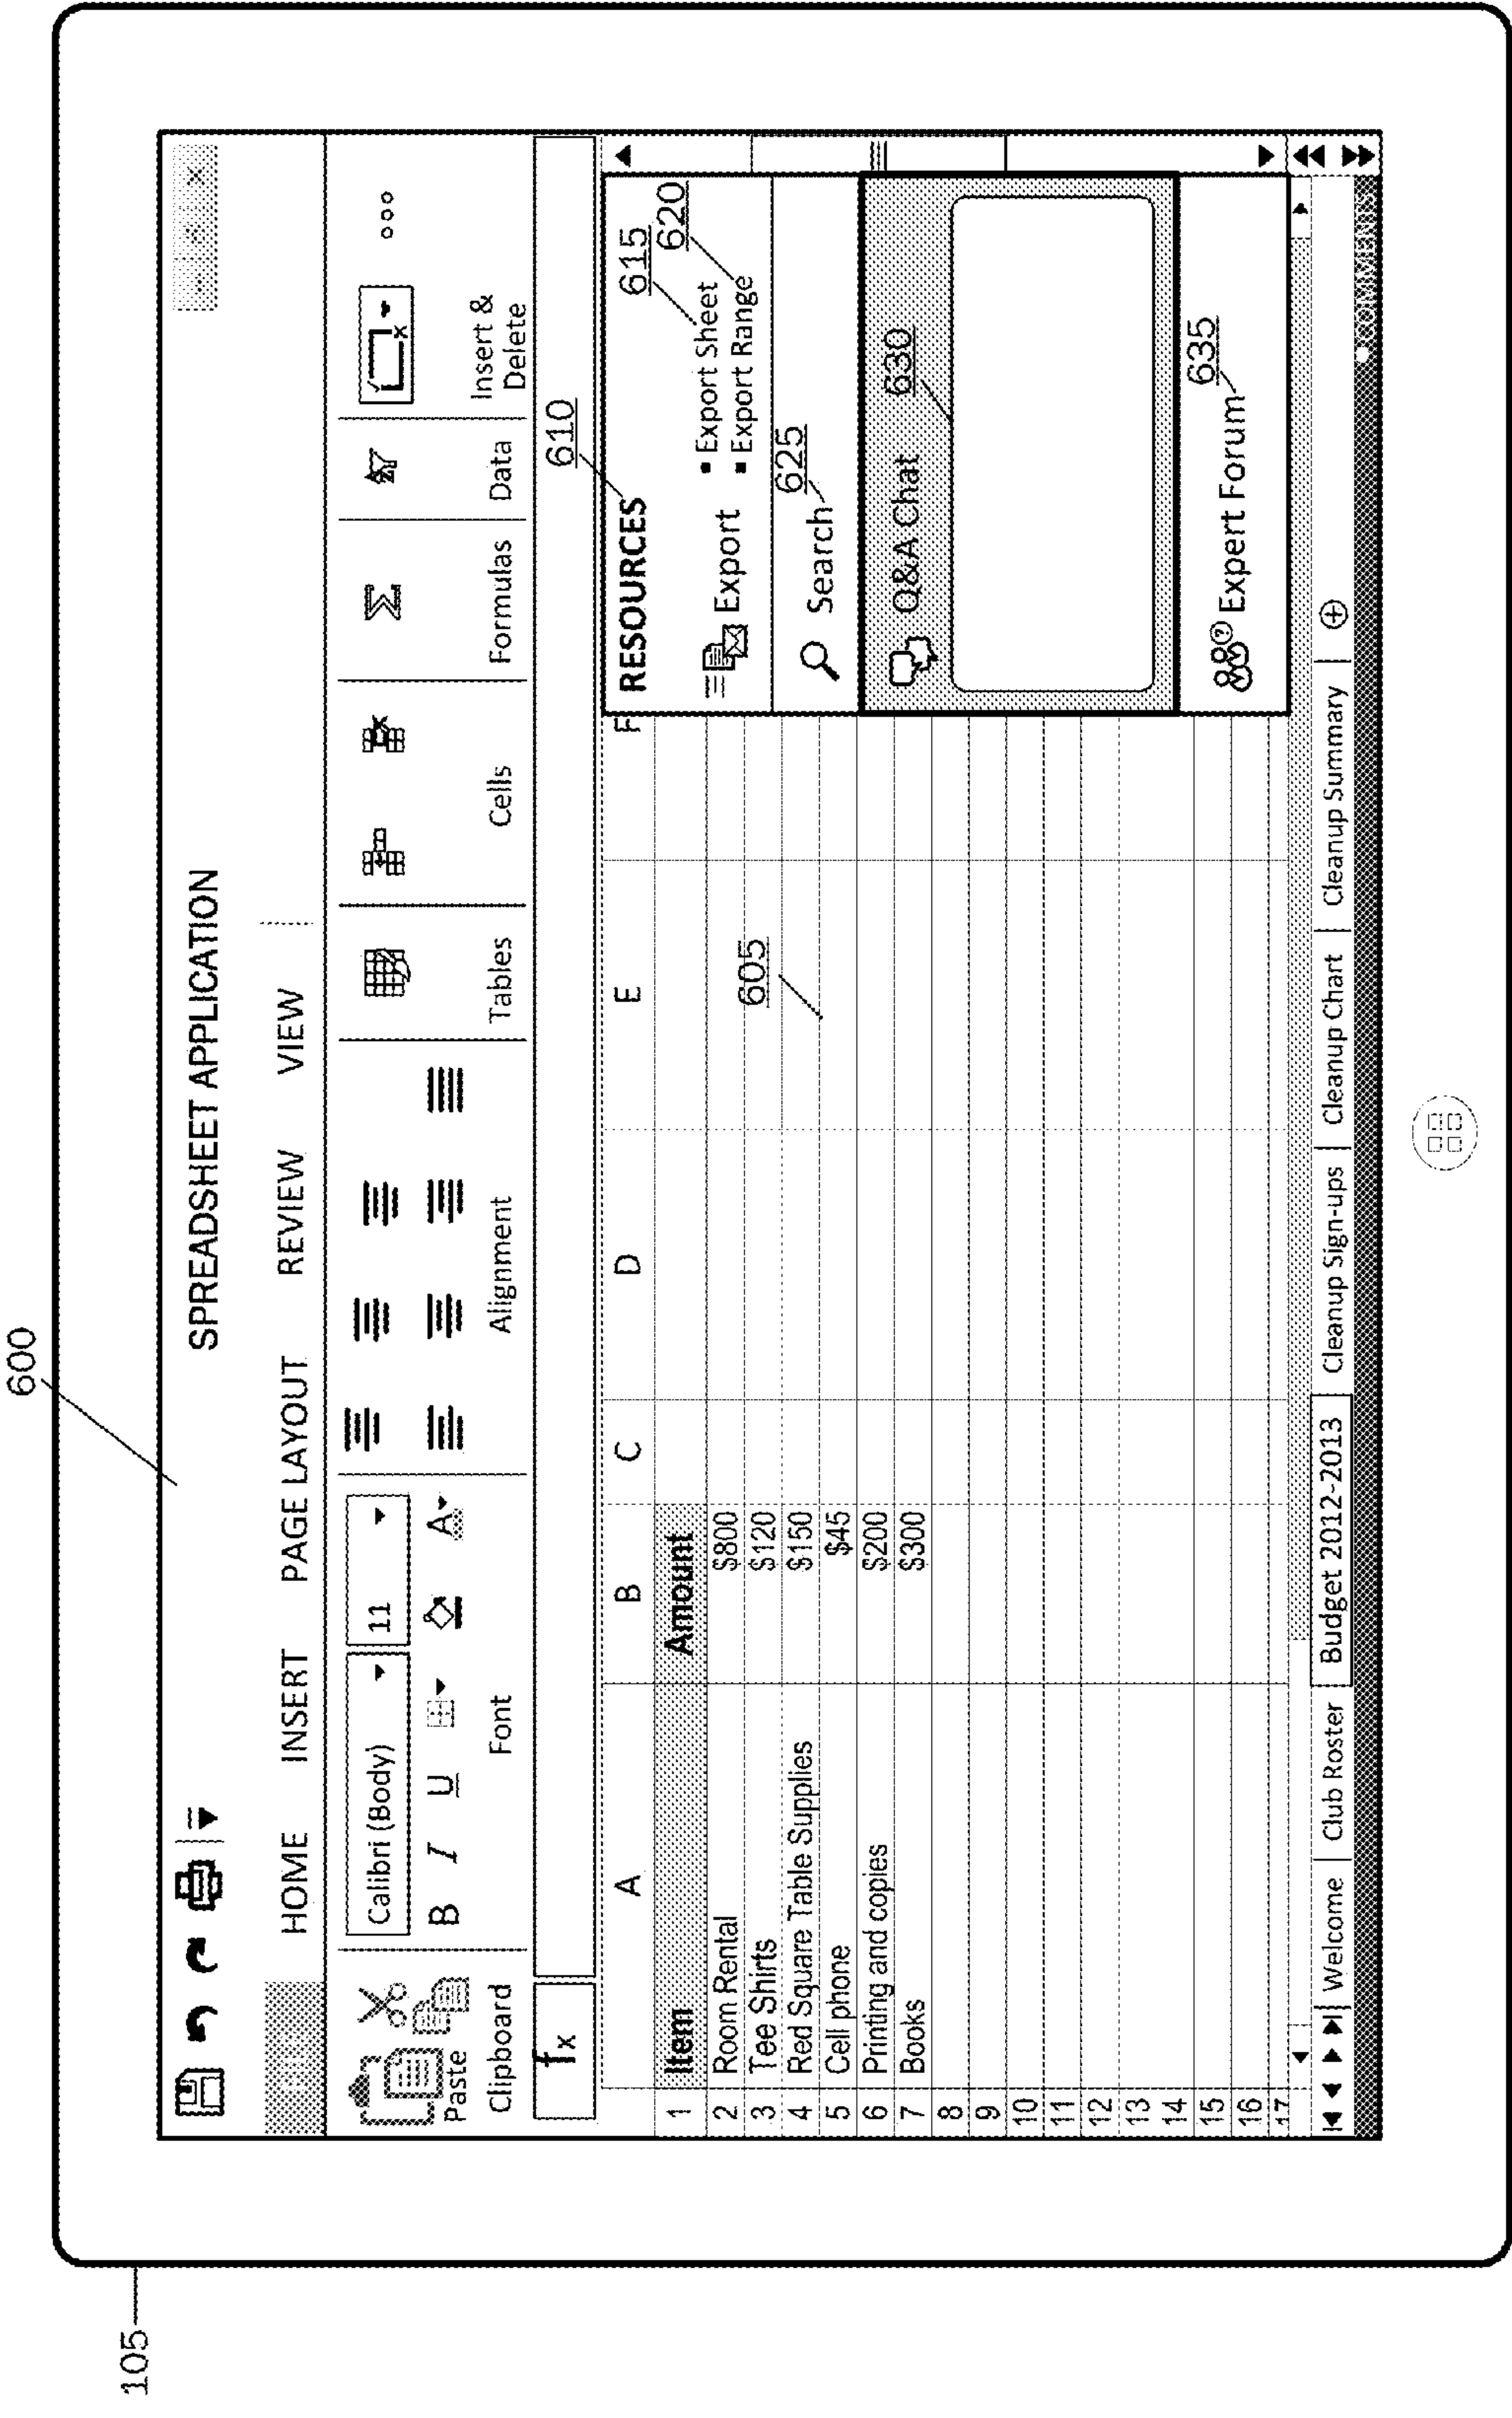 600
105
SPREADSHEET APPLICATION
HOME INSERT PAGE LAYOUT REVIEW VIEW
Calibri (Body) 11
B I U A
Paste
Clipboard Font Alignment Tables Cells Formulas Data Insert & Delete
fx
610
A B C D E F
RESOURCES
615
620
Export
Export Sheet
Export Range
625
Search
Q&A Chat
630
635
Expert Forum
605
1 Item Amount
2 Room Rental $800
3 Tee Shirts $120
4 Red Square Table Supplies $150
5 Cell phone $45
6 Printing and copies $200
7 Books $300
8
9
10
11
12
13
14
15
16
17
Welcome Club Roster Budget 2012-2013 Cleanup Sign-ups Cleanup Chart Cleanup Summary
COMMENTS